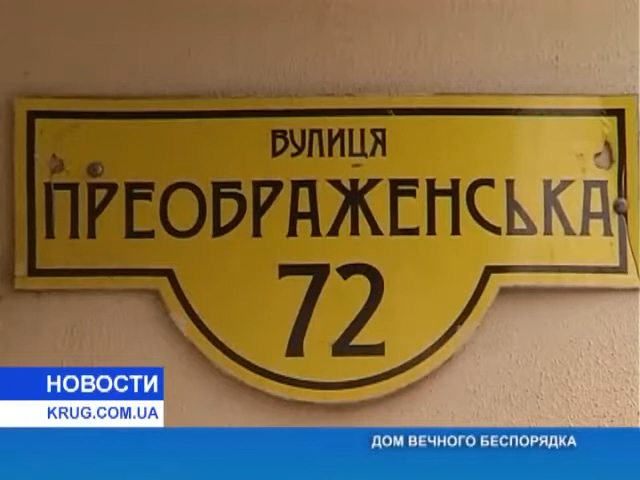 ВУЛИЦЯ
ПРЕОБРАЖЕНСЬКА
72
НОВОСТИ
KRUG.COM.UA
ДОМ ВЕЧНОГО БЕСПОРЯДКА